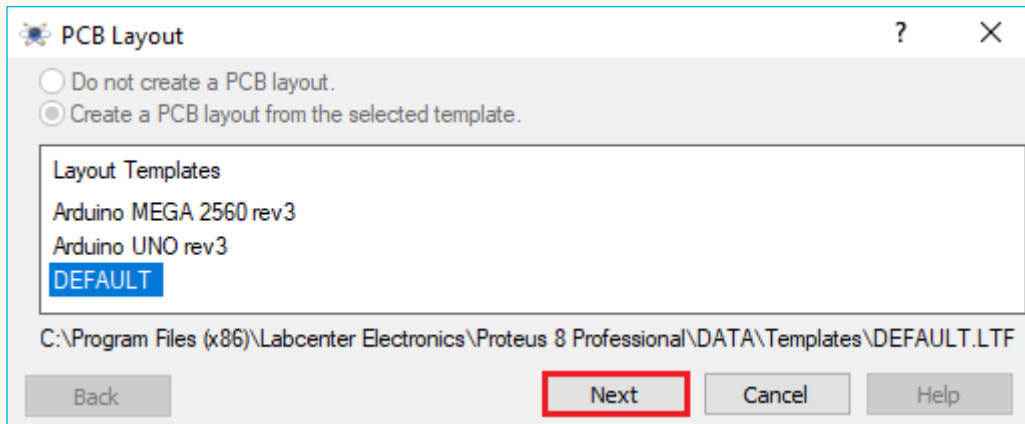 PCB Layout ?
Do not create a PCB layout.
Create a PCB layout from the selected template.
Layout Templates
Arduino MEGA 2560 rev3
Arduino UNO rev3
DEFAULT
C:\Program Files (x86)\Labcenter Electronics\Proteus 8 Professional\DATA\Templates\DEFAULT.LTF
Back Next Cancel Help